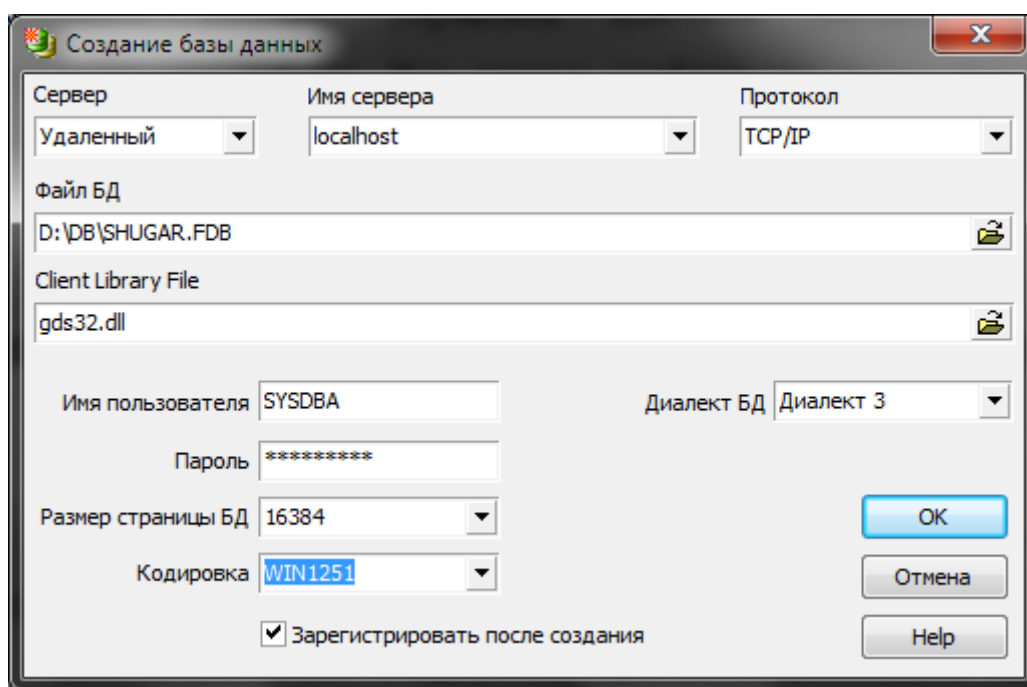 Создание базы данных
Сервер Имя сервера Протокол
Удаленный localhost TCP/IP
Файл БД
D:\DB\SHUGAR.FDB
Client Library File
gds32.dll
Имя пользователя SYSDBA Диалект БД Диалект 3
Пароль *********
Размер страницы БД 16384 OK
Кодировка WIN1251 Отмена
Зарегистрировать после создания Help